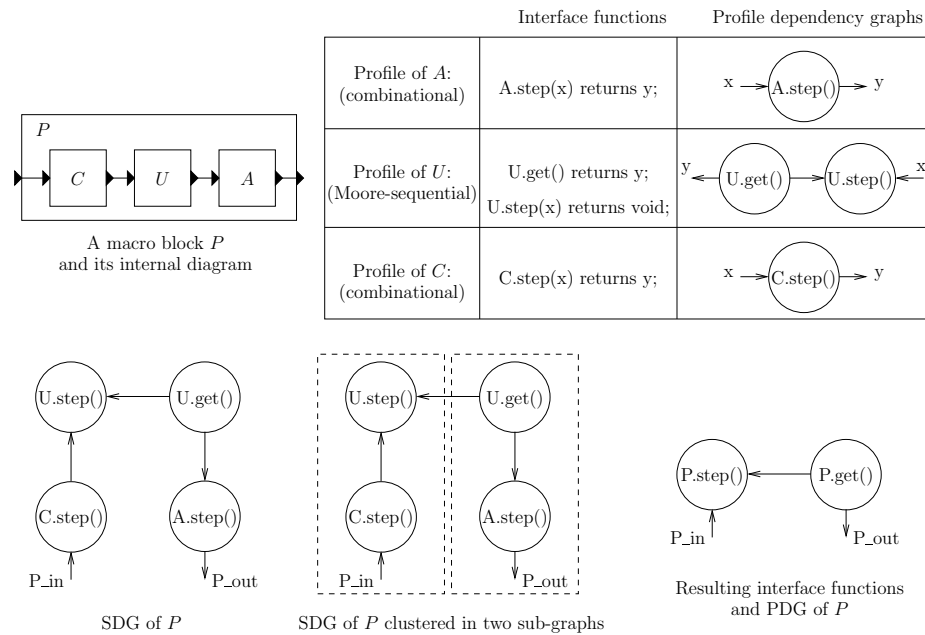 Interface functions
Profile dependency graphs
P
C
U
A
A macro block P
and its internal diagram
Profile of A:
(combinational)
A.step(x) returns y;
x
A.step()
y
Profile of U:
(Moore-sequential)
U.get() returns y;
U.step(x) returns void;
y
U.get()
U.step()
x
Profile of C:
(combinational)
C.step(x) returns y;
x
C.step()
y
U.step()
U.get()
C.step()
A.step()
P_in
P_out
SDG of P
U.step()
U.get()
C.step()
A.step()
P_in
P_out
SDG of P clustered in two sub-graphs
P.step()
P.get()
P_in
P_out
Resulting interface functions
and PDG of P